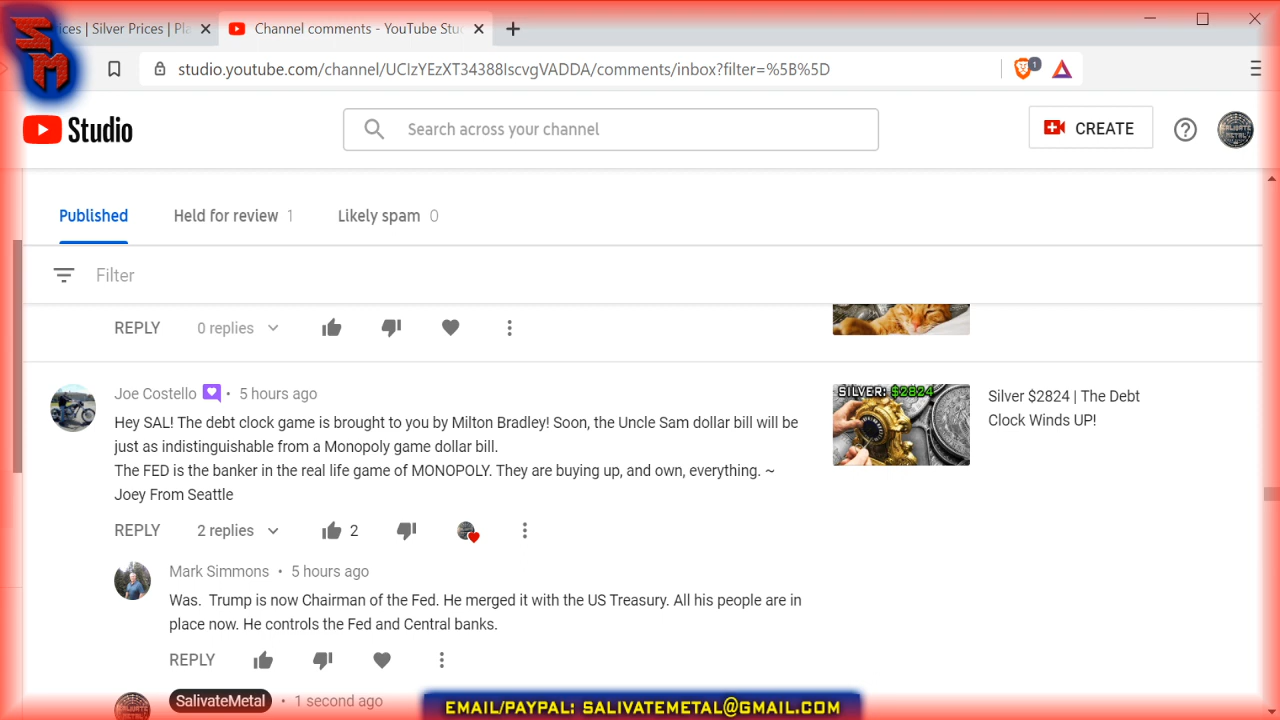 SM
ices | Silver Prices | Pla
Channel comments - YouTube Stu
studio.youtube.com/channel/UCIzYEzXT34388IscvgVADDA/comments/inbox?filter=%5B%5D
1
Studio
Search across your channel
CREATE
Published
Held for review 1
Likely spam 0
Filter
REPLY
0 replies
Joe Costello • 5 hours ago
Hey SAL! The debt clock game is brought to you by Milton Bradley! Soon, the Uncle Sam dollar bill will be
just as indistinguishable from a Monopoly game dollar bill.
The FED is the banker in the real life game of MONOPOLY. They are buying up, and own, everything. ~
Joey From Seattle
SILVER: $2824
Silver $2824 | The Debt
Clock Winds UP!
REPLY
2 replies
2
Mark Simmons • 5 hours ago
Was.  Trump is now Chairman of the Fed. He merged it with the US Treasury. All his people are in
place now. He controls the Fed and Central banks.
REPLY
SalivateMetal • 1 second ago
EMAIL/PAYPAL: SALIVATEMETAL@GMAIL.COM